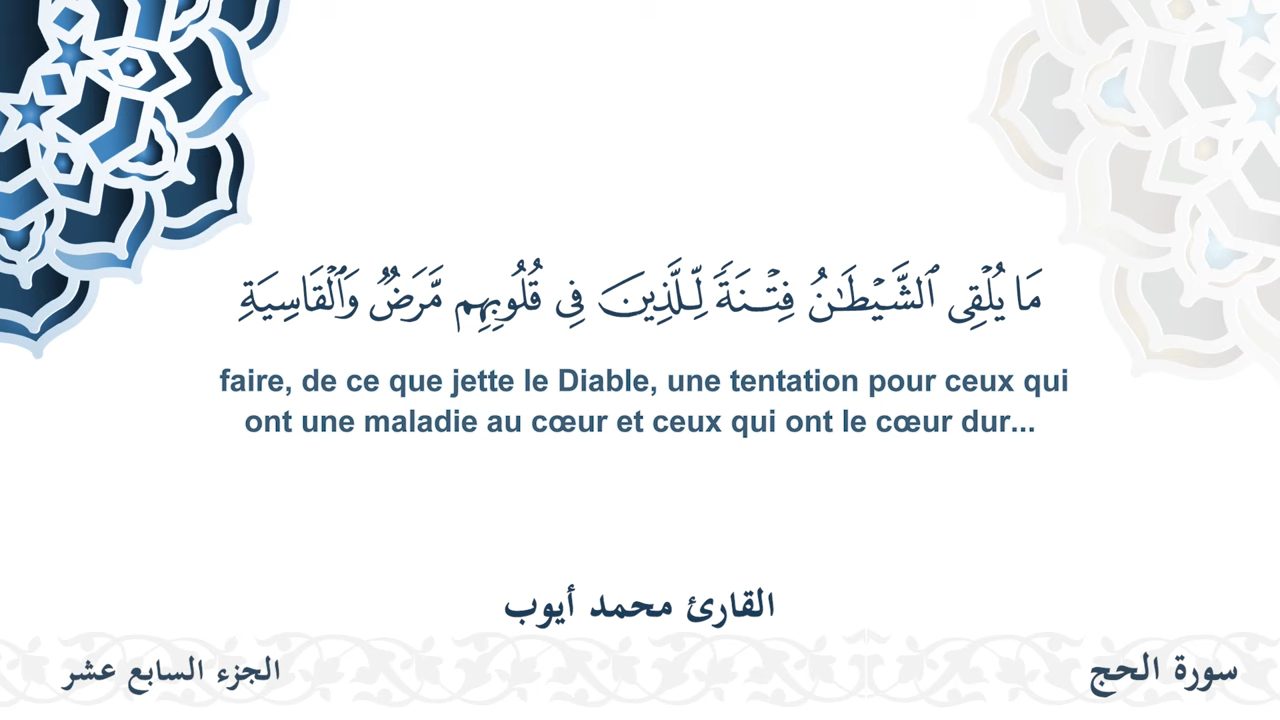 مَا يُلْقِى ٱلشَّيْطَـٰنُ فِتْنَةً لِّلَّذِينَ فِى قُلُوبِهِم مَّرَضٌ وَٱلْقَاسِيَةِ
faire, de ce que jette le Diable, une tentation pour ceux qui
ont une maladie au cœur et ceux qui ont le cœur dur...
القارئ محمد أيوب
سورة الحج
الجزء السابع عشر